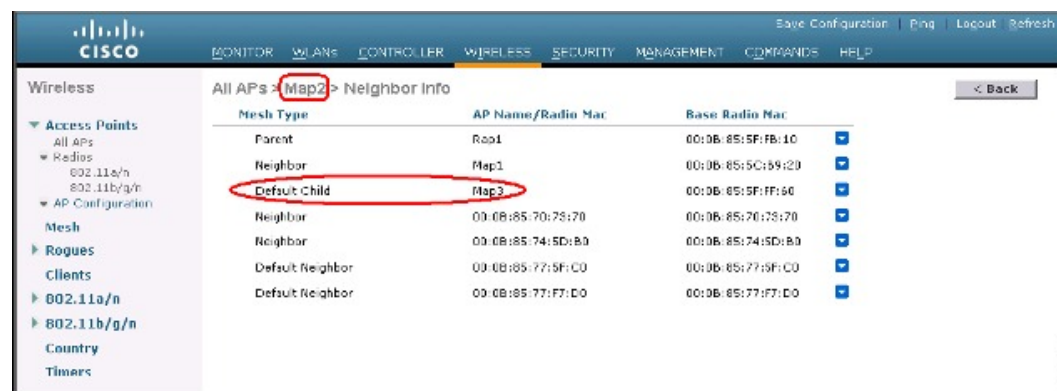 Save Configuration | Ping | Logout | Refresh
CISCO
MONITOR WLANs CONTROLLER WIRELESS SECURITY MANAGEMENT COMMANDS HELP
Wireless
All APs > Map2 > Neighbor Info
< Back
Access Points
All APs
Radios
802.11a/n
802.11b/g/n
AP Configuration
Mesh
Rogues
Clients
802.11a/n
802.11b/g/n
Country
Timers
Mesh Type AP Name/Radio Mac Base Radio Mac
Parent Rap1 00:0B:85:5F:FB:10
Neighbor Map1 00:0B:85:5C:B9:20
Default Child Map3 00:0B:85:5F:FF:60
Neighbor 00:0B:85:70:73:70 00:0B:85:70:73:70
Neighbor 00:0B:85:74:5D:B0 00:0B:85:74:5D:B0
Default Neighbor 00:0B:85:77:5F:C0 00:0B:85:77:5F:C0
Default Neighbor 00:0B:85:77:F7:D0 00:0B:85:77:F7:D0